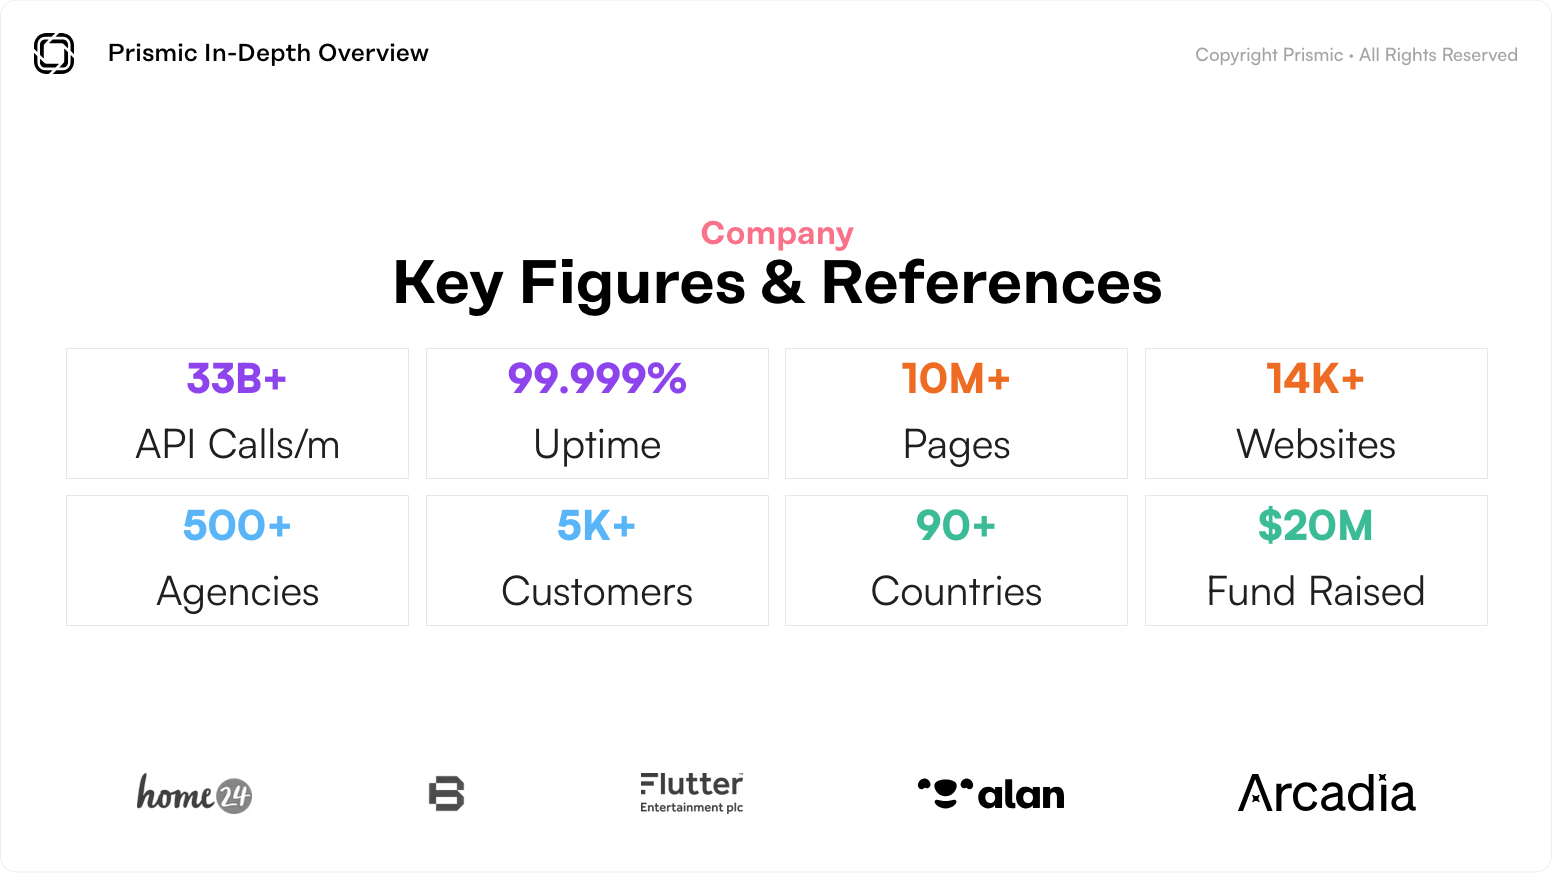 Prismic In-Depth Overview
Copyright Prismic · All Rights Reserved
Company
Key Figures & References
33B+
API Calls/m
99.999%
Uptime
10M+
Pages
14K+
Websites
500+
Agencies
5K+
Customers
90+
Countries
$20M
Fund Raised
home24
B
Flutter
Entertainment plc
alan
Arcadia